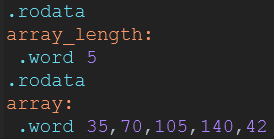 .rodata
array_length:
 .word 5
.rodata
array:
 .word 35,70,105,140,42